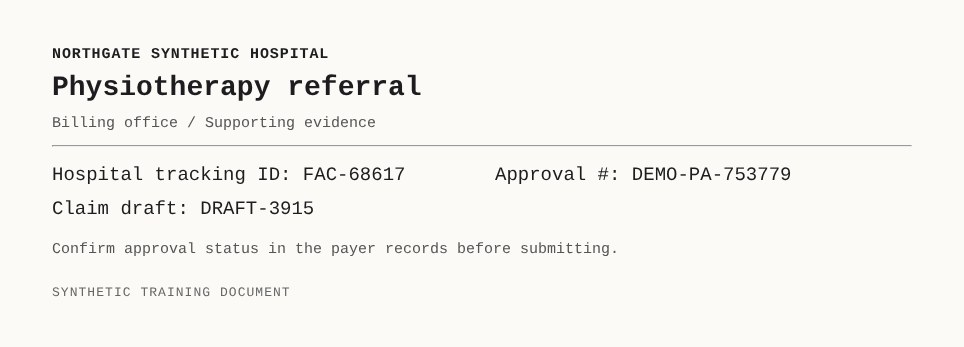 NORTHGATE SYNTHETIC HOSPITAL
Physiotherapy referral
Billing office / Supporting evidence
Hospital tracking ID: FAC-68617 Approval #: DEMO-PA-753779
Claim draft: DRAFT-3915
Confirm approval status in the payer records before submitting.
SYNTHETIC TRAINING DOCUMENT